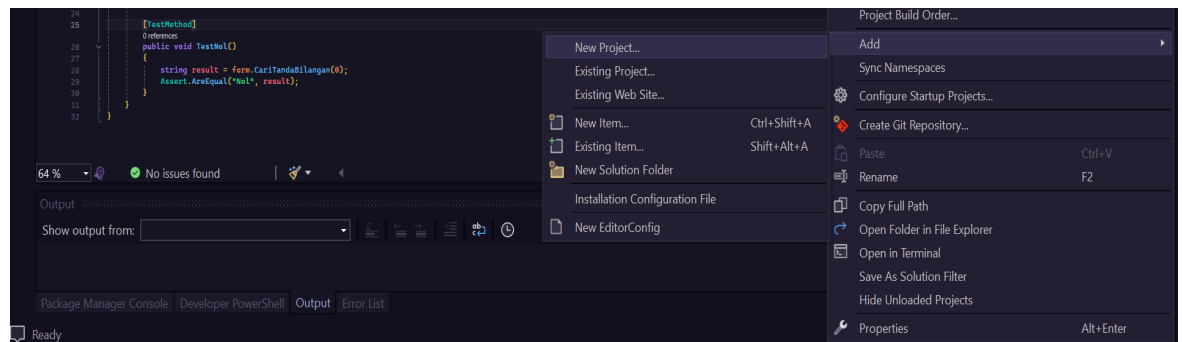 24
25 [TestMethod]
0 references
26 public void TestNol()
27 {
28 string result = form.CariTandaBilangan(0);
29 Assert.AreEqual("Nol", result);
30 }
31 }
32 }
64 % No issues found
Output
Show output from:
Package Manager Console Developer PowerShell Output Error List
Ready
New Project...
Existing Project...
Existing Web Site...
New Item... Ctrl+Shift+A
Existing Item... Shift+Alt+A
New Solution Folder
Installation Configuration File
New EditorConfig
Project Build Order...
Add
Sync Namespaces
Configure Startup Projects...
Create Git Repository...
Paste Ctrl+V
Rename F2
Copy Full Path
Open Folder in File Explorer
Open in Terminal
Save As Solution Filter
Hide Unloaded Projects
Properties Alt+Enter